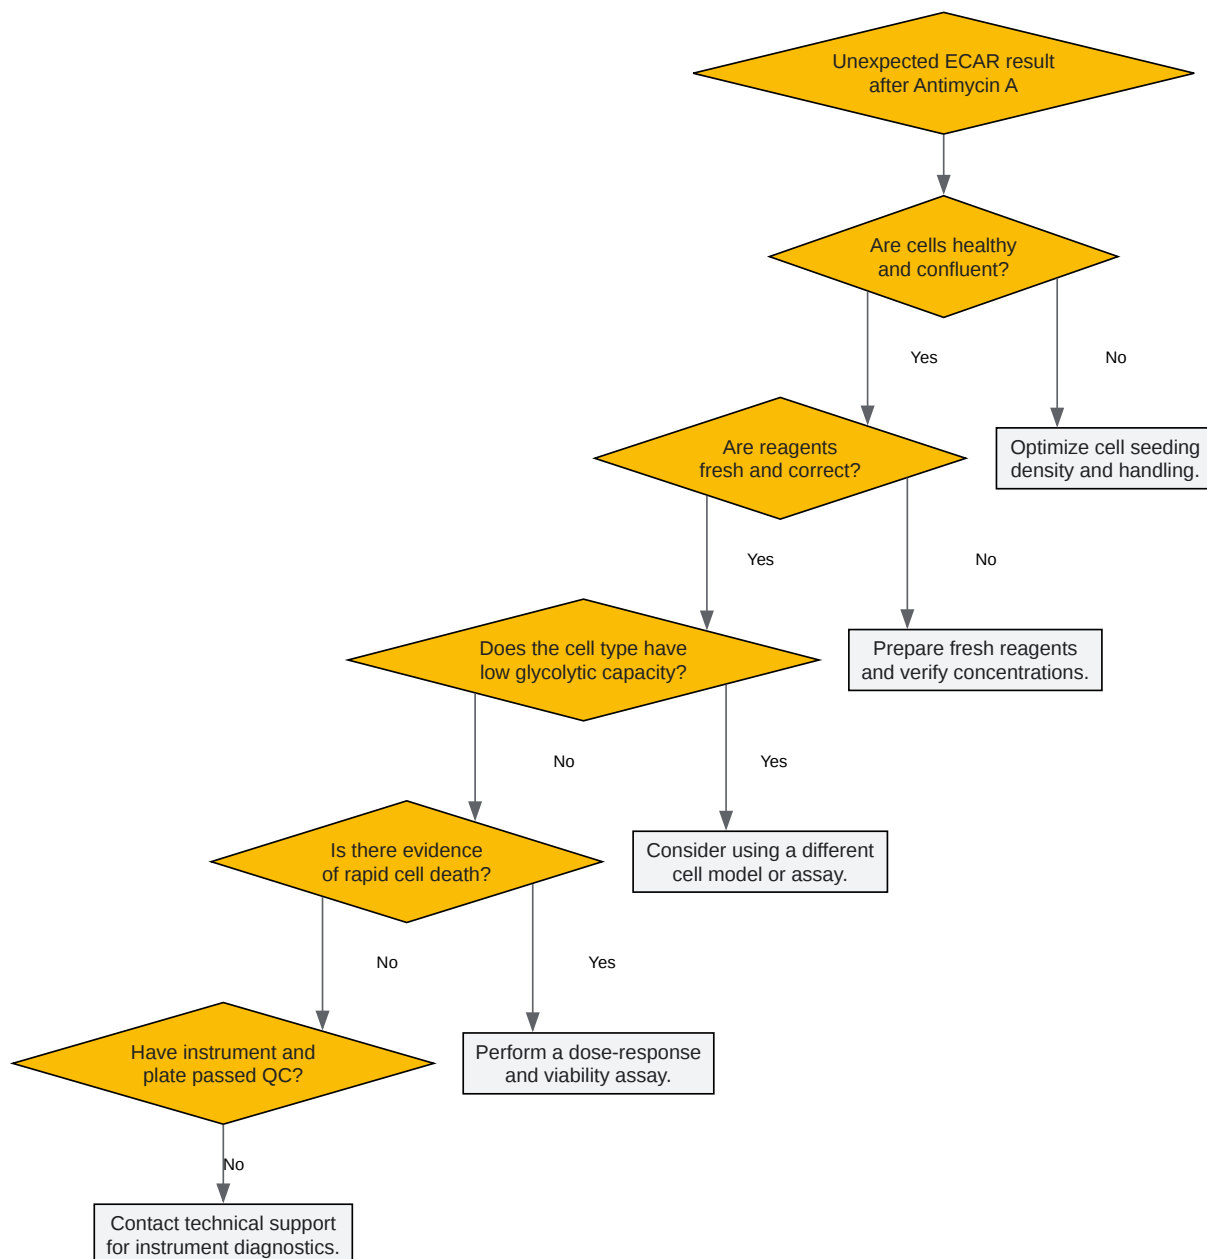 Unexpected ECAR result
after Antimycin A
Are cells healthy
and confluent?
Yes
No
Are reagents
fresh and correct?
Optimize cell seeding
density and handling.
Yes
No
Does the cell type have
low glycolytic capacity?
Prepare fresh reagents
and verify concentrations.
No
Yes
Is there evidence
of rapid cell death?
Consider using a different
cell model or assay.
No
Yes
Have instrument and
plate passed QC?
Perform a dose-response
and viability assay.
No
Contact technical support
for instrument diagnostics.